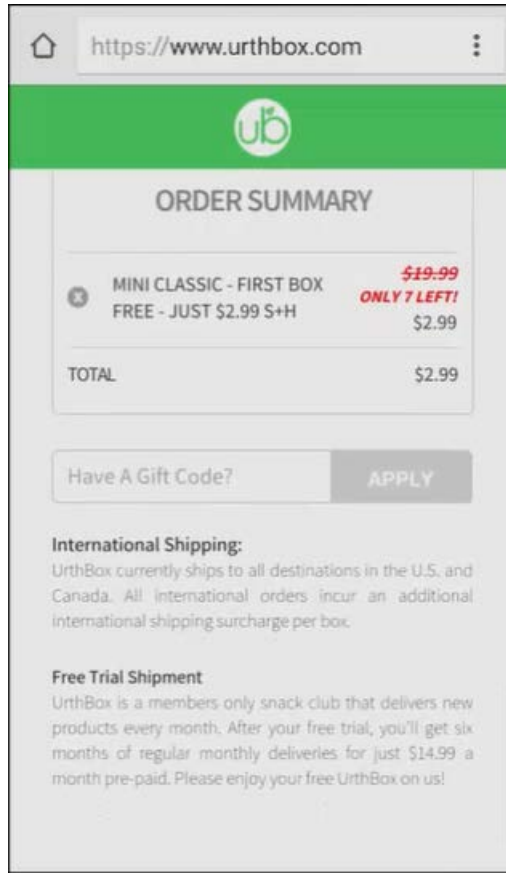 https://www.urthbox.com
ub
ORDER SUMMARY
$19.99
MINI CLASSIC - FIRST BOX ONLY 7 LEFT!
FREE - JUST $2.99 S+H $2.99
TOTAL $2.99
Have A Gift Code? APPLY
International Shipping:
UrthBox currently ships to all destinations in the U.S. and
Canada. All international orders incur an additional
international shipping surcharge per box.
Free Trial Shipment
UrthBox is a members only snack club that delivers new
products every month. After your free trial, you'll get six
months of regular monthly deliveries for just $14.99 a
month pre-paid. Please enjoy your free UrthBox on us!